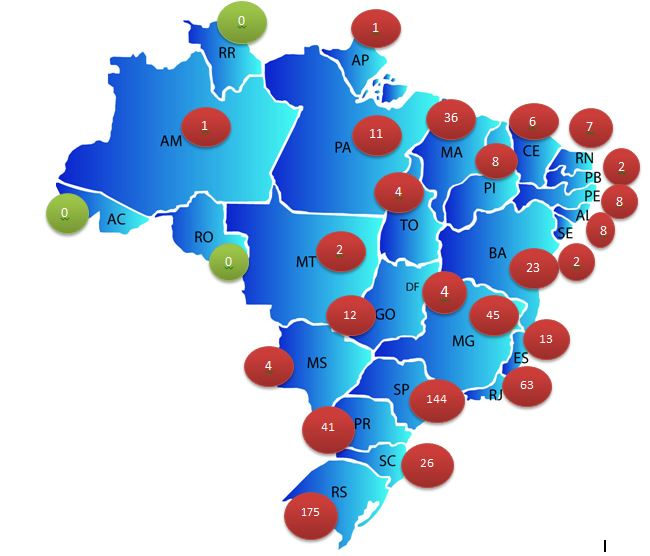 0
RR
1
AP
1
AM
11
PA
36
MA
6
CE
7
RN
8
PI
2
PB
4
TO
8
PE
AL
8
SE
2
0
AC
RO
0
2
MT
BA
23
DF
4
12
GO
45
MG
13
ES
4
MS
SP
144
RJ
63
41
PR
SC
26
RS
175